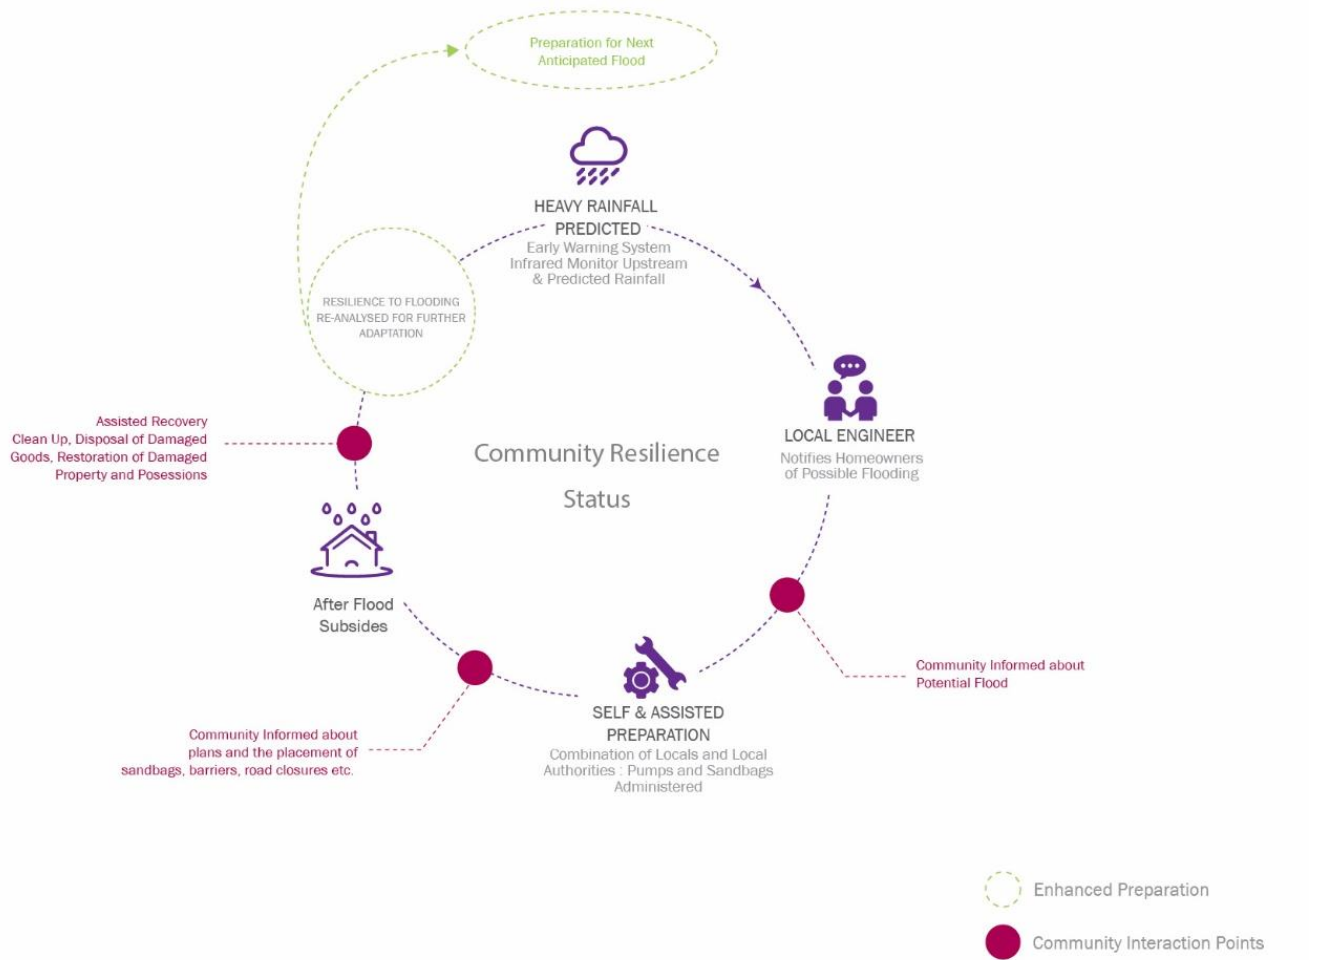 Preparation for Next
Anticipated Flood
HEAVY RAINFALL
PREDICTED
Early Warning System
Infrared Monitor Upstream
& Predicted Rainfall
RESILIENCE TO FLOODING
RE-ANALYSED FOR FURTHER
ADAPTATION
LOCAL ENGINEER
Notifies Homeowners
of Possible Flooding
Assisted Recovery
Clean Up, Disposal of Damaged
Goods, Restoration of Damaged
Property and Posessions
Community Resilience
Status
After Flood
Subsides
Community Informed about
Potential Flood
SELF & ASSISTED
PREPARATION
Combination of Locals and Local
Authorities : Pumps and Sandbags
Administered
Community Informed about
plans and the placement of
sandbags, barriers, road closures etc.
Enhanced Preparation
Community Interaction Points